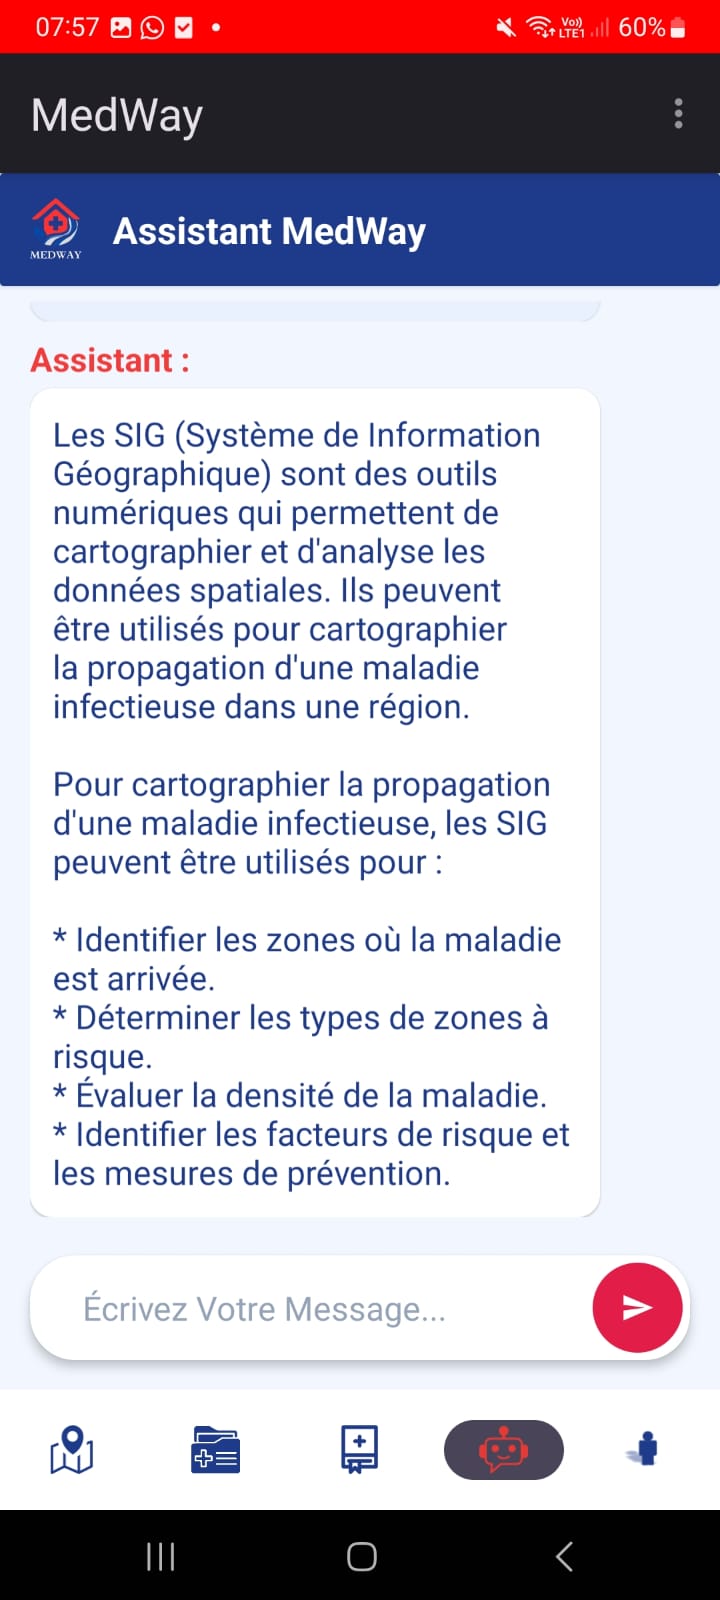 07:57
Vo))
LTE1
60%
MedWay
MEDWAY
Assistant MedWay
Assistant :
Les SIG (Système de Information
Géographique) sont des outils
numériques qui permettent de
cartographier et d'analyse les
données spatiales. Ils peuvent
être utilisés pour cartographier
la propagation d'une maladie
infectieuse dans une région.
Pour cartographier la propagation
d'une maladie infectieuse, les SIG
peuvent être utilisés pour :
* Identifier les zones où la maladie
est arrivée.
* Déterminer les types de zones à
risque.
* Évaluer la densité de la maladie.
* Identifier les facteurs de risque et
les mesures de prévention.
Écrivez Votre Message...